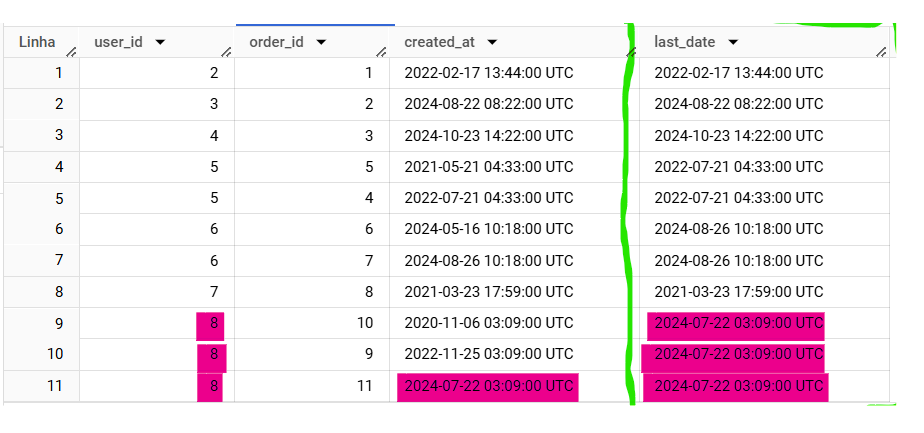 Linha user_id order_id created_at last_date
1 2 1 2022-02-17 13:44:00 UTC 2022-02-17 13:44:00 UTC
2 3 2 2024-08-22 08:22:00 UTC 2024-08-22 08:22:00 UTC
3 4 3 2024-10-23 14:22:00 UTC 2024-10-23 14:22:00 UTC
4 5 5 2021-05-21 04:33:00 UTC 2022-07-21 04:33:00 UTC
5 5 4 2022-07-21 04:33:00 UTC 2022-07-21 04:33:00 UTC
6 6 6 2024-05-16 10:18:00 UTC 2024-08-26 10:18:00 UTC
7 6 7 2024-08-26 10:18:00 UTC 2024-08-26 10:18:00 UTC
8 7 8 2021-03-23 17:59:00 UTC 2021-03-23 17:59:00 UTC
9 8 10 2020-11-06 03:09:00 UTC 2024-07-22 03:09:00 UTC
10 8 9 2022-11-25 03:09:00 UTC 2024-07-22 03:09:00 UTC
11 8 11 2024-07-22 03:09:00 UTC 2024-07-22 03:09:00 UTC